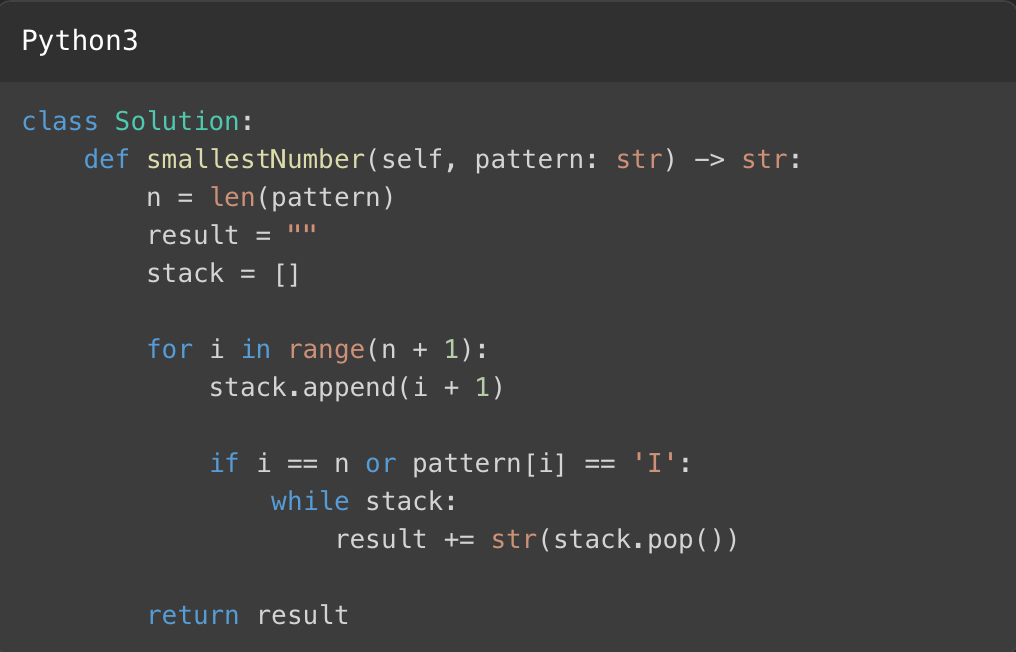 Python3
class Solution:
    def smallestNumber(self, pattern: str) -> str:
        n = len(pattern)
        result = ""
        stack = []
        for i in range(n + 1):
            stack.append(i + 1)
            if i == n or pattern[i] == 'I':
                while stack:
                    result += str(stack.pop())
        return result